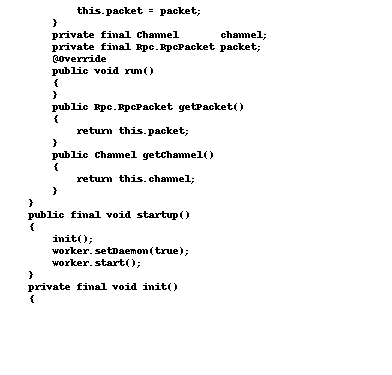 this.packet = packet;
}
private final Channel       channel;
private final Rpc.RpcPacket packet;
@Override
public void run()
{
}
public Rpc.RpcPacket getPacket()
{
return this.packet;
}
public Channel getChannel()
{
return this.channel;
}
}
public final void startup()
{
init();
worker.setDaemon(true);
worker.start();
}
private final void init()
{